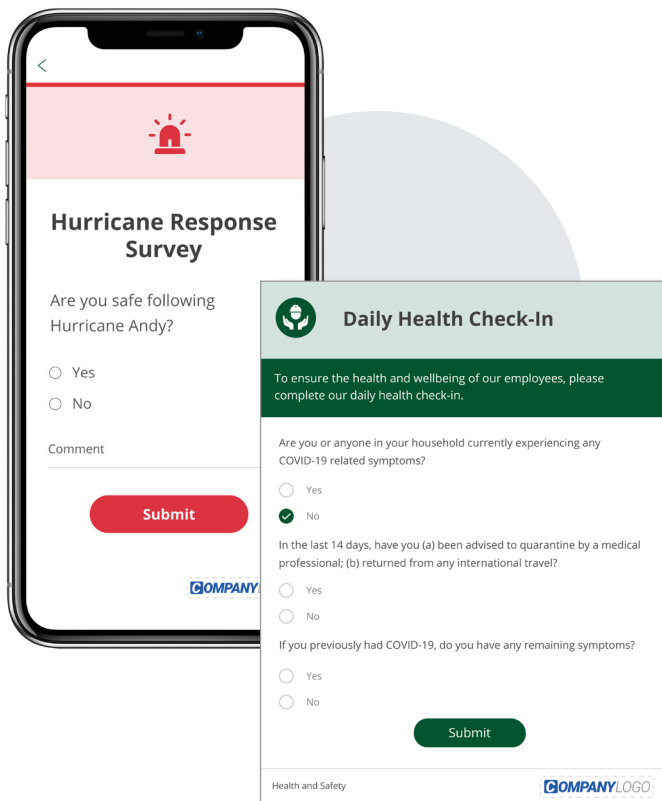 Hurricane Response
Survey
Are you safe following
Hurricane Andy?
Yes
No
Comment
Submit
COMPANY
Daily Health Check-In
To ensure the health and wellbeing of our employees, please
complete our daily health check-in.
Are you or anyone in your household currently experiencing any
COVID-19 related symptoms?
Yes
No
In the last 14 days, have you (a) been advised to quarantine by a medical
professional; (b) returned from any international travel?
Yes
No
If you previously had COVID-19, do you have any remaining symptoms?
Yes
No
Submit
Health and Safety
COMPANYLOGO